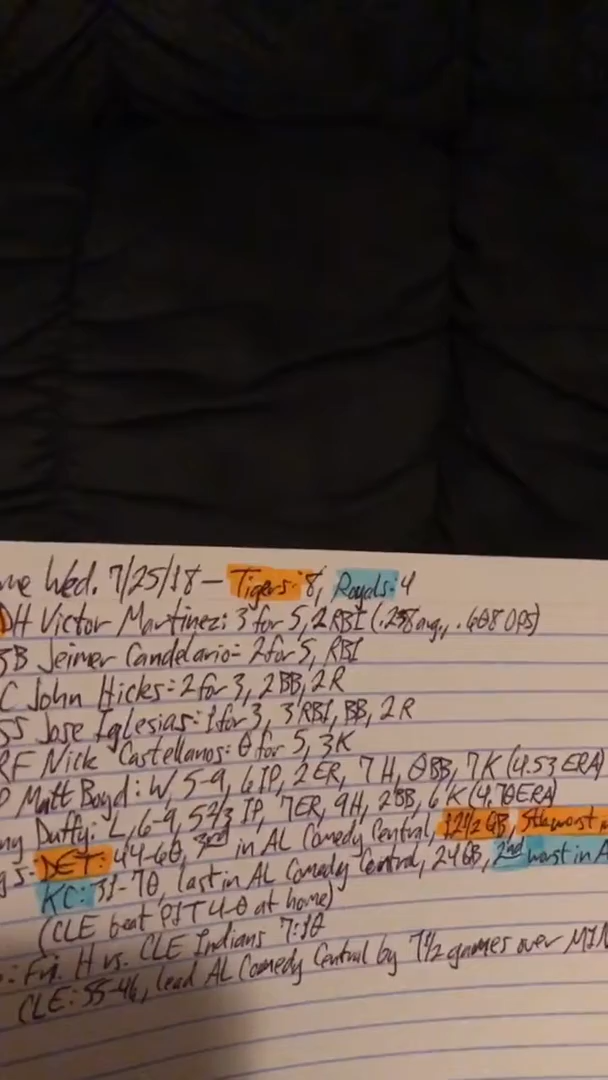 me Wed. 7/25/18 – Tigers: 8, Royals: 4
DH Victor Martinez: 3 for 5, 2 RBI ( avg, OPS)
3B Jeimer Candelario: 2 for 5, RBI
C John Hicks: 2 for 3, 2 BB, 2 R
SS Jose Iglesias: 1 for 3, 3 RBI, BB, 2 R
RF Nick Castellanos: 0 for 5, 3K
P Matt Boyd: W, 5-9, 6 IP, 2 ER, 7 H, 0 BB, 7 K (4.53 ERA)
ny Duffy: L, 6-9, 5 2/3 IP, 7 ER, 9H, 2 BB, 6 K (4.70 ERA)
gs: DET: 44-60, 3rd in AL Comedy Central, 12 1/2 GB, 5th worst
KC: 31-70, last in AL Comedy Central, 24 GB, 2nd worst in
(CLE beat PIT 4-0 at home)
: Fri. H vs. CLE Indians 7:10
CLE: 55-46, lead AL Comedy Central by 7 1/2 games over MIN